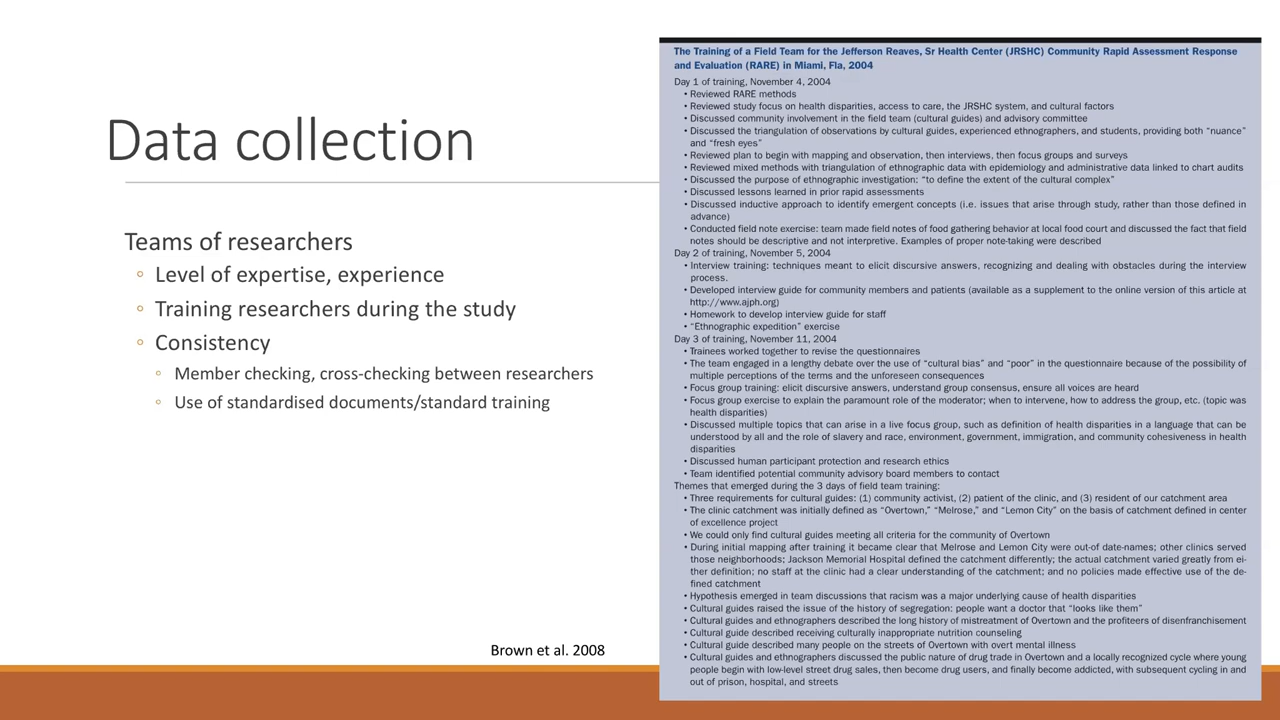 Data collection
Teams of researchers
◦ Level of expertise, experience
◦ Training researchers during the study
◦ Consistency
◦ Member checking, cross-checking between researchers
◦ Use of standardised documents/standard training
Brown et al. 2008
The Training of a Field Team for the Jefferson Reaves, Sr Health Center (JRSHC) Community Rapid Assessment Response
and Evaluation (RARE) in Miami, Fla, 2004
Day 1 of training, November 4, 2004
• Reviewed RARE methods
• Reviewed study focus on health disparities, access to care, the JRSHC system, and cultural factors
• Discussed community involvement in the field team (cultural guides) and advisory committee
• Discussed the triangulation of observations by cultural guides, experienced ethnographers, and students, providing both “nuance”
and “fresh eyes”
• Reviewed plan to begin with mapping and observation, then interviews, then focus groups and surveys
• Reviewed mixed methods with triangulation of ethnographic data with epidemiology and administrative data linked to chart audits
• Discussed the purpose of ethnographic investigation: “to define the extent of the cultural complex”
• Discussed lessons learned in prior rapid assessments
• Discussed inductive approach to identify emergent concepts (i.e. issues that arise through study, rather than those defined in
advance)
• Conducted field note exercise: team made field notes of food gathering behavior at local food court and discussed the fact that field
notes should be descriptive and not interpretive. Examples of proper note-taking were described
Day 2 of training, November 5, 2004
• Interview training: techniques meant to elicit discursive answers, recognizing and dealing with obstacles during the interview
process.
• Developed interview guide for community members and patients (available as a supplement to the online version of this article at
http://www.ajph.org)
• Homework to develop interview guide for staff
• “Ethnographic expedition” exercise
Day 3 of training, November 11, 2004
• Trainees worked together to revise the questionnaires
• The team engaged in a lengthy debate over the use of “cultural bias” and “poor” in the questionnaire because of the possibility of
multiple perceptions of the terms and the unforeseen consequences
• Focus group training: elicit discursive answers, understand group consensus, ensure all voices are heard
• Focus group exercise to explain the paramount role of the moderator; when to intervene, how to address the group, etc. (topic was
health disparities)
• Discussed multiple topics that can arise in a live focus group, such as definition of health disparities in a language that can be
understood by all and the role of slavery and race, environment, government, immigration, and community cohesiveness in health
disparities
• Discussed human participant protection and research ethics
• Team identified potential community advisory board members to contact
Themes that emerged during the 3 days of field team training:
• Three requirements for cultural guides: (1) community activist, (2) patient of the clinic, and (3) resident of our catchment area
• The clinic catchment was initially defined as “Overtown,” “Melrose,” and “Lemon City” on the basis of catchment defined in center
of excellence project
• We could only find cultural guides meeting all criteria for the community of Overtown
• During initial mapping after training it became clear that Melrose and Lemon City were out-of date-names; other clinics served
those neighborhoods; Jackson Memorial Hospital defined the catchment differently; the actual catchment varied greatly from ei-
ther definition; no staff at the clinic had a clear understanding of the catchment; and no policies made effective use of the de-
fined catchment
• Hypothesis emerged in team discussions that racism was a major underlying cause of health disparities
• Cultural guides raised the issue of the history of segregation: people want a doctor that “looks like them”
• Cultural guides and ethnographers described the long history of mistreatment of Overtown and the profiteers of disenfranchisement
• Cultural guide described receiving culturally inappropriate nutrition counseling
• Cultural guide described many people on the streets of Overtown with overt mental illness
• Cultural guides and ethnographers discussed the public nature of drug trade in Overtown and a locally recognized cycle where young
people begin with low-level street drug sales, then become drug users, and finally become addicted, with subsequent cycling in and
out of prison, hospital, and streets